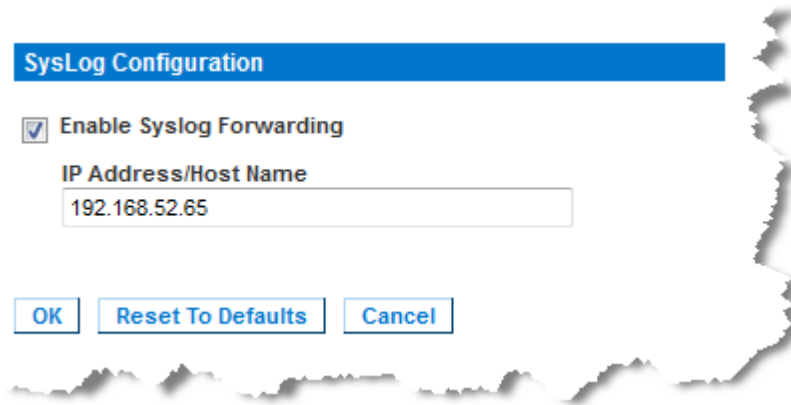 SysLog Configuration
Enable Syslog Forwarding
IP Address/Host Name
192.168.52.65
OK Reset To Defaults Cancel